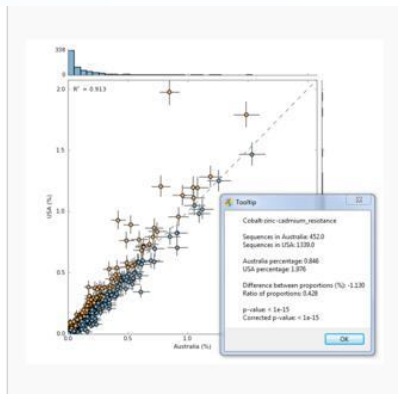 308
0
2.0
R² = 0.913
1.5
1.0
0.5
0.0
USA (%)
0.0 0.5 1.0
Australia (%)
Tooltip
Cobalt-zinc-cadmium_resistance
Sequences in Australia: 452.0
Sequences in USA: 1339.0
Australia percentage: 0.846
USA percentage: 1.976
Difference between proportions (%): -1.130
Ratio of proportions: 0.428
p-value: < 1e-15
Corrected p-value: < 1e-15
OK